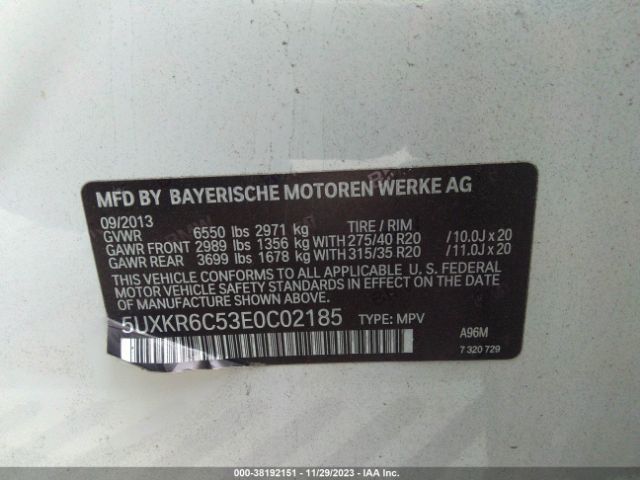 MFD BY BAYERISCHE MOTOREN WERKE AG
09/2013
GVWR 6550 lbs 2971 kg TIRE / RIM
GAWR FRONT 2989 lbs 1356 kg WITH 275/40 R20 /10.0J x 20
GAWR REAR 3699 lbs 1678 kg WITH 315/35 R20 /11.0J x 20
THIS VEHICLE CONFORMS TO ALL APPLICABLE U. S. FEDERAL
MOTOR VEHICLE SAFETY STANDARDS IN EFFECT ON THE
DATE OF MANUFACTURE SHOWN ABOVE.
5UXKR6C53E0C02185 TYPE: MPV
A96M
7 320 729
000-38192151 - 11/29/2023 - IAA Inc.